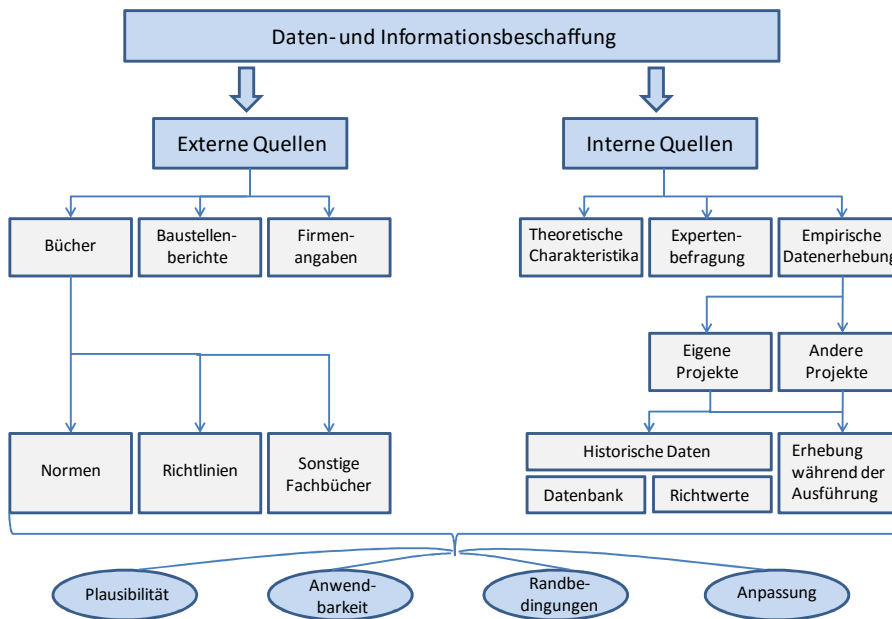 Daten-und Informationsbeschaffung
Externe Quellen
Interne Quellen
Bücher
Baustellen-
berichte
Firmen-
angaben
Theoretische
Charakteristika
Experten-
befragung
Empirische
Datenerhebung
Eigene
Projekte
Andere
Projekte
Normen
Richtlinien
Sonstige
Fachbücher
Historische Daten
Datenbank
Richtwerte
Erhebung
während der
Ausführung
Plausibilität
Anwend-
barkeit
Randbe-
dingungen
Anpassung